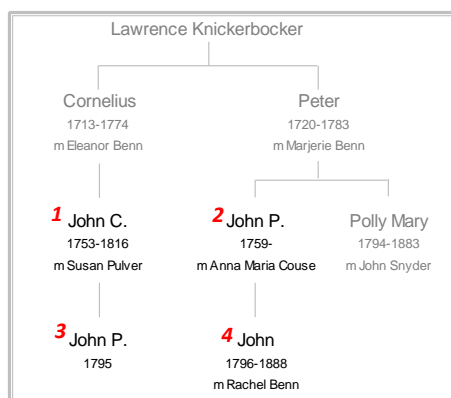 Lawrence Knickerbocker
Cornelius
1713-1774
m Eleanor Benn
Peter
1720-1783
m Marjerie Benn
1 John C.
1753-1816
m Susan Pulver
2 John P.
1759-
m Anna Maria Couse
Polly Mary
1794-1883
m John Snyder
3 John P.
1795
4 John
1796-1888
m Rachel Benn